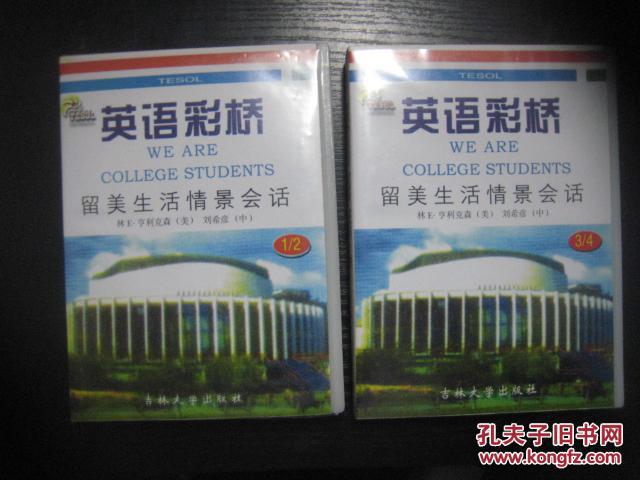 TESOL
英语彩桥
WE ARE
COLLEGE STUDENTS
留美生活情景会话
林E·亨利克森（美） 刘希彦（中）
1/2
吉林大学出版社
TESOL
英语彩桥
WE ARE
COLLEGE STUDENTS
留美生活情景会话
林E·亨利克森（美） 刘希彦（中）
3/4
吉林大学出版社
孔夫子旧书网
www.kongfz.com